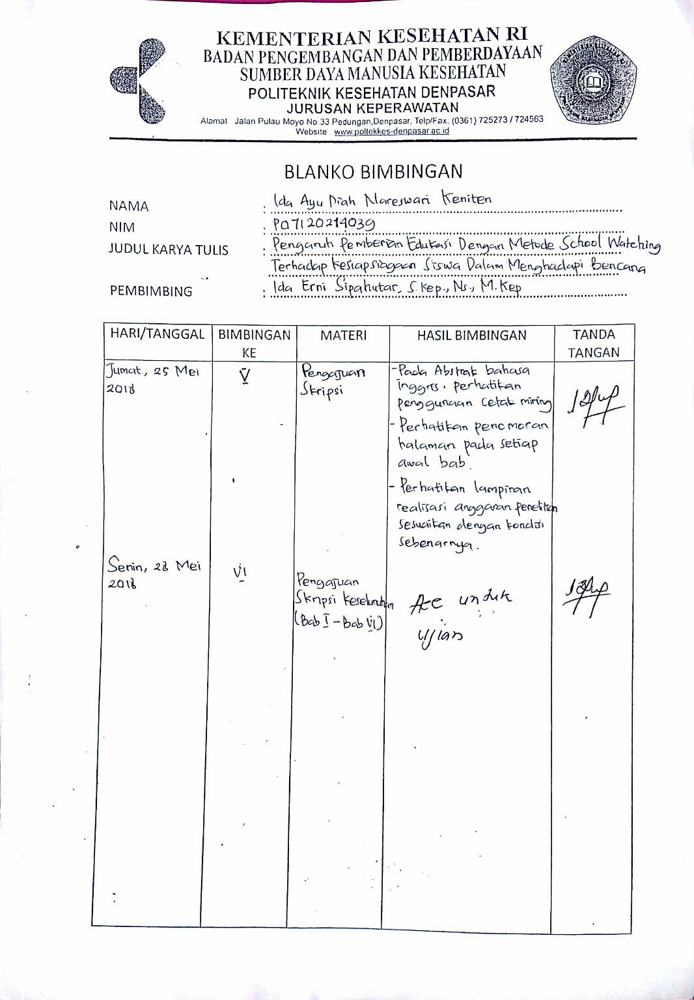 KEMENTERIAN KESEHATAN RI
BADAN PENGEMBANGAN DAN PEMBERDAYAAN
SUMBER DAYA MANUSIA KESEHATAN
POLITEKNIK KESEHATAN DENPASAR
JURUSAN KEPERAWATAN
Alamat Jalan Pulau Moyo No.33 Pedungan,Denpasar, Telp/Fax: (0361) 725273 / 724563
Website www.poltekkes-denpasar.ac.id
BLANKO BIMBINGAN
NAMA : Ida Ayu Diah Mareswari Keniten
NIM : P07120214039
JUDUL KARYA TULIS : Pengaruh Pemberian Edukasi Dengan Metode School Watching
Terhadap Kesiapsiagaan Siswa Dalam Menghadapi Bencana
PEMBIMBING : Ida Erni Sipahutar, S.Kep., Ns., M.Kep
HARI/TANGGAL BIMBINGAN KE MATERI HASIL BIMBINGAN TANDA TANGAN
Jumat, 25 Mei
2018
V
Pengajuan
Skripsi
- Pada Abstrak bahasa
Inggris, perhatikan
penggunaan cetak miring
- Perhatikan penomoran
halaman pada setiap
awal bab.
- Perhatikan lampiran
realisasi anggaran penelitian
sesuaikan dengan kondisi
sebenarnya.
Senin, 28 Mei
2018
VI
Pengajuan
Skripsi Keseluruhan
(Bab I - Bab VI)
Acc untuk
ujian